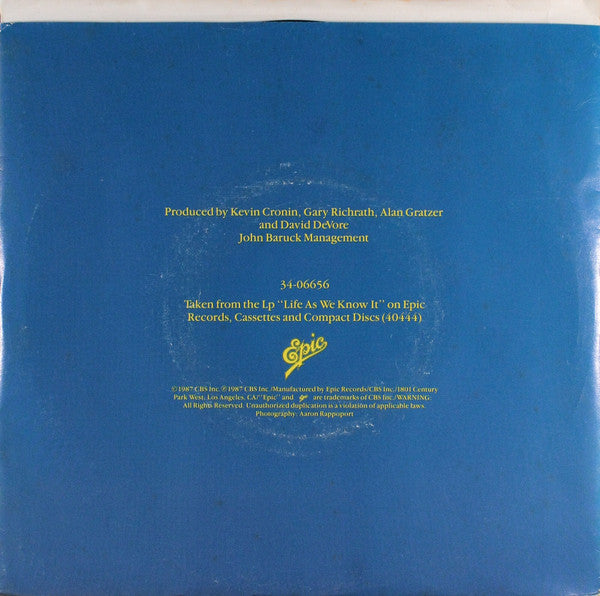 Produced by Kevin Cronin, Gary Richrath, Alan Gratzer
and David DeVore
John Baruck Management
34-06656
Taken from the Lp "Life As We Know It" on Epic
Records, Cassettes and Compact Discs (40444)
Epic
© 1987 CBS Inc. ℗ 1987 CBS Inc./Manufactured by Epic Records/CBS Inc./1801 Century
Park West, Los Angeles, CA/"Epic" and Epic are trademarks of CBS Inc./WARNING:
All Rights Reserved. Unauthorized duplication is a violation of applicable laws.
Photography: Aaron Rappoport